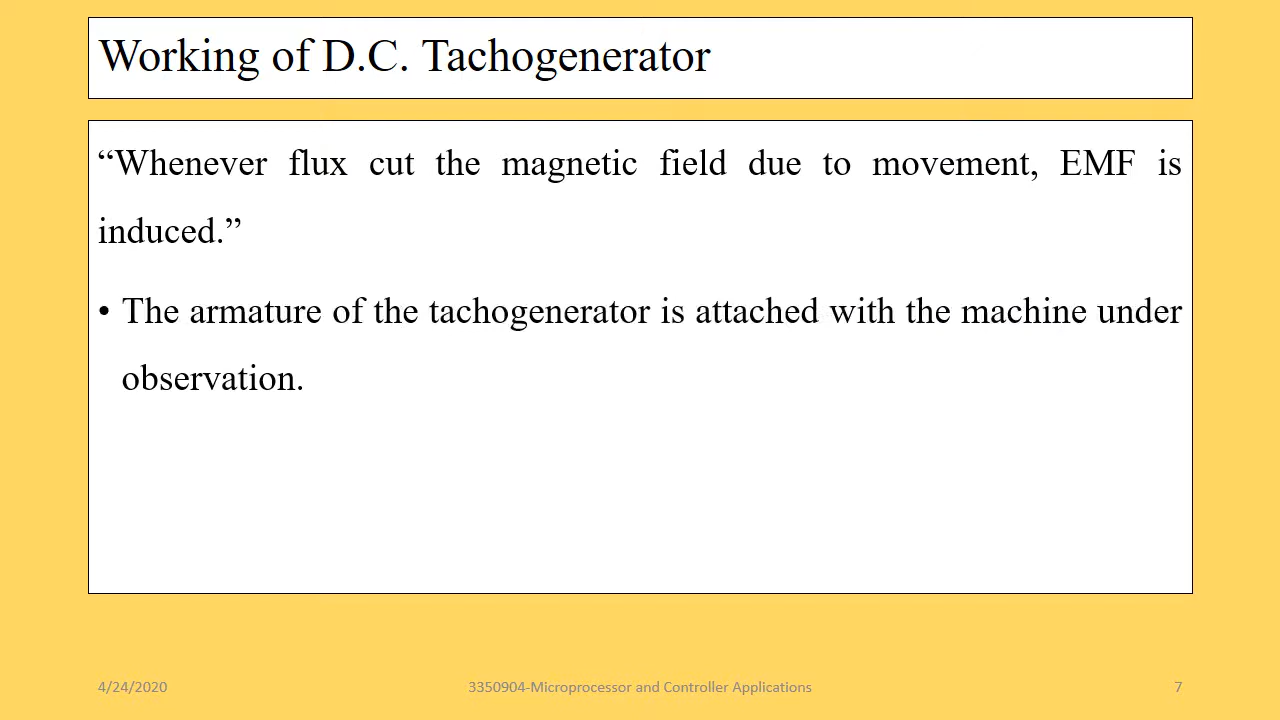 Working of D.C. Tachogenerator
“Whenever flux cut the magnetic field due to movement, EMF is
induced.”
• The armature of the tachogenerator is attached with the machine under
observation.
4/24/2020
3350904-Microprocessor and Controller Applications
7